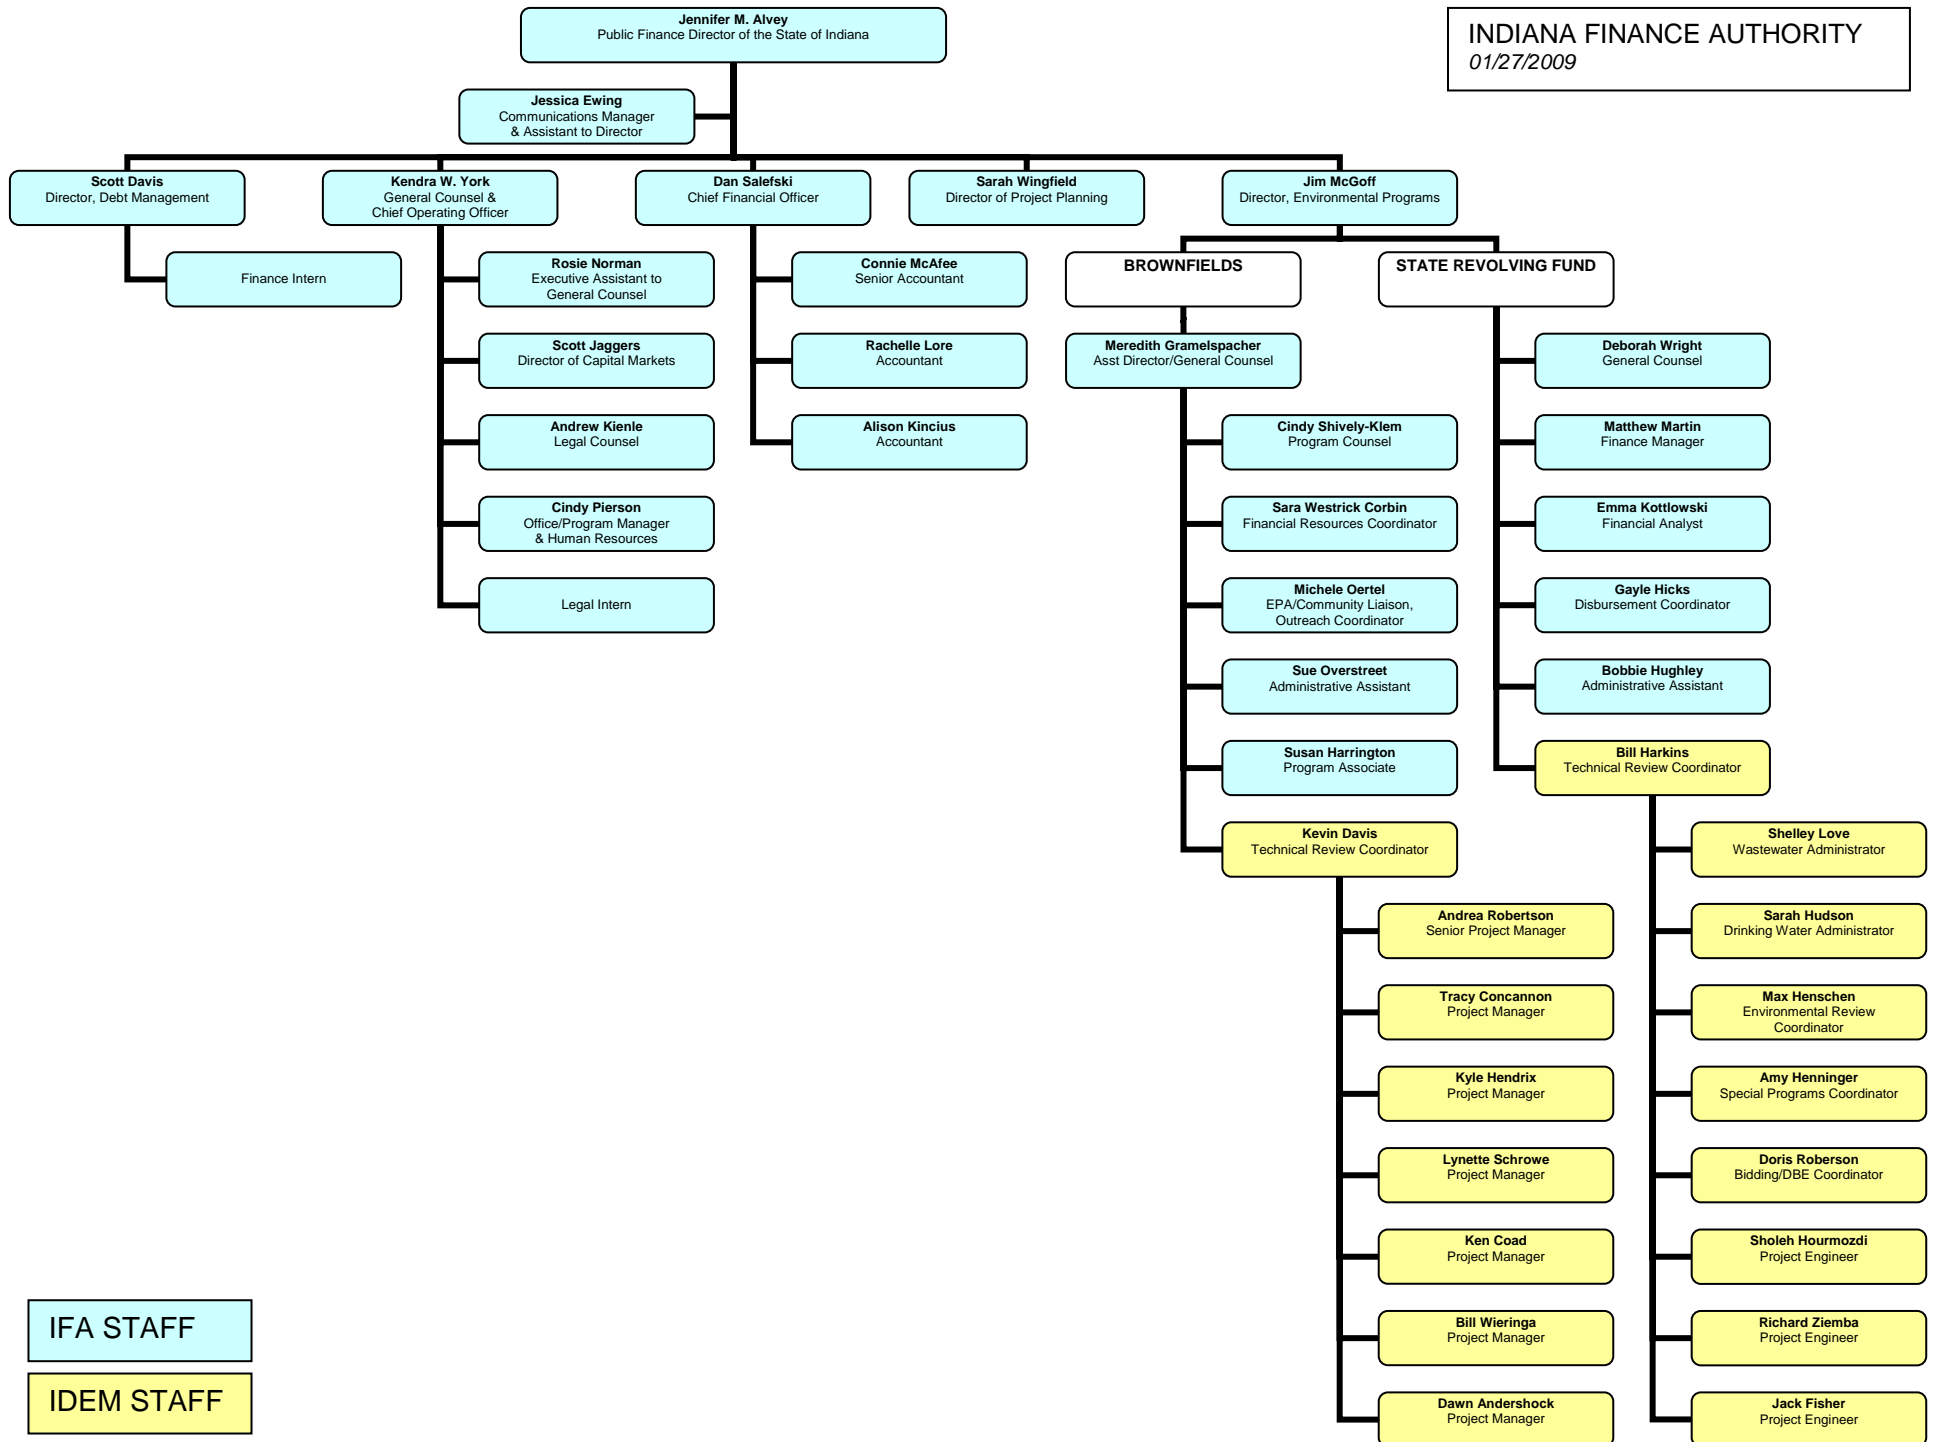 Jennifer M. Alvey
Public Finance Director of the State of Indiana
INDIANA FINANCE AUTHORITY
01/27/2009
Jessica Ewing
Communications Manager
& Assistant to Director
Scott Davis
Director, Debt Management
Kendra W. York
General Counsel &
Chief Operating Officer
Dan Salefski
Chief Financial Officer
Sarah Wingfield
Director of Project Planning
Jim McGoff
Director, Environmental Programs
Finance Intern
Rosie Norman
Executive Assistant to
General Counsel
Scott Jaggers
Director of Capital Markets
Andrew Kienle
Legal Counsel
Cindy Pierson
Office/Program Manager
& Human Resources
Legal Intern
Connie McAfee
Senior Accountant
Rachelle Lore
Accountant
Alison Kincius
Accountant
BROWNFIELDS
Meredith Gramelspacher
Asst Director/General Counsel
Cindy Shively-Klem
Program Counsel
Sara Westrick Corbin
Financial Resources Coordinator
Michele Oertel
EPA/Community Liaison,
Outreach Coordinator
Sue Overstreet
Administrative Assistant
Susan Harrington
Program Associate
Kevin Davis
Technical Review Coordinator
Andrea Robertson
Senior Project Manager
Tracy Concannon
Project Manager
Kyle Hendrix
Project Manager
Lynette Schrowe
Project Manager
Ken Coad
Project Manager
Bill Wieringa
Project Manager
Dawn Andershock
Project Manager
STATE REVOLVING FUND
Deborah Wright
General Counsel
Matthew Martin
Finance Manager
Emma Kottlowski
Financial Analyst
Gayle Hicks
Disbursement Coordinator
Bobbie Hughley
Administrative Assistant
Bill Harkins
Technical Review Coordinator
Shelley Love
Wastewater Administrator
Sarah Hudson
Drinking Water Administrator
Max Henschen
Environmental Review
Coordinator
Amy Henninger
Special Programs Coordinator
Doris Roberson
Bidding/DBE Coordinator
Sholeh Hourmozdi
Project Engineer
Richard Ziemba
Project Engineer
Jack Fisher
Project Engineer
IFA STAFF
IDEM STAFF